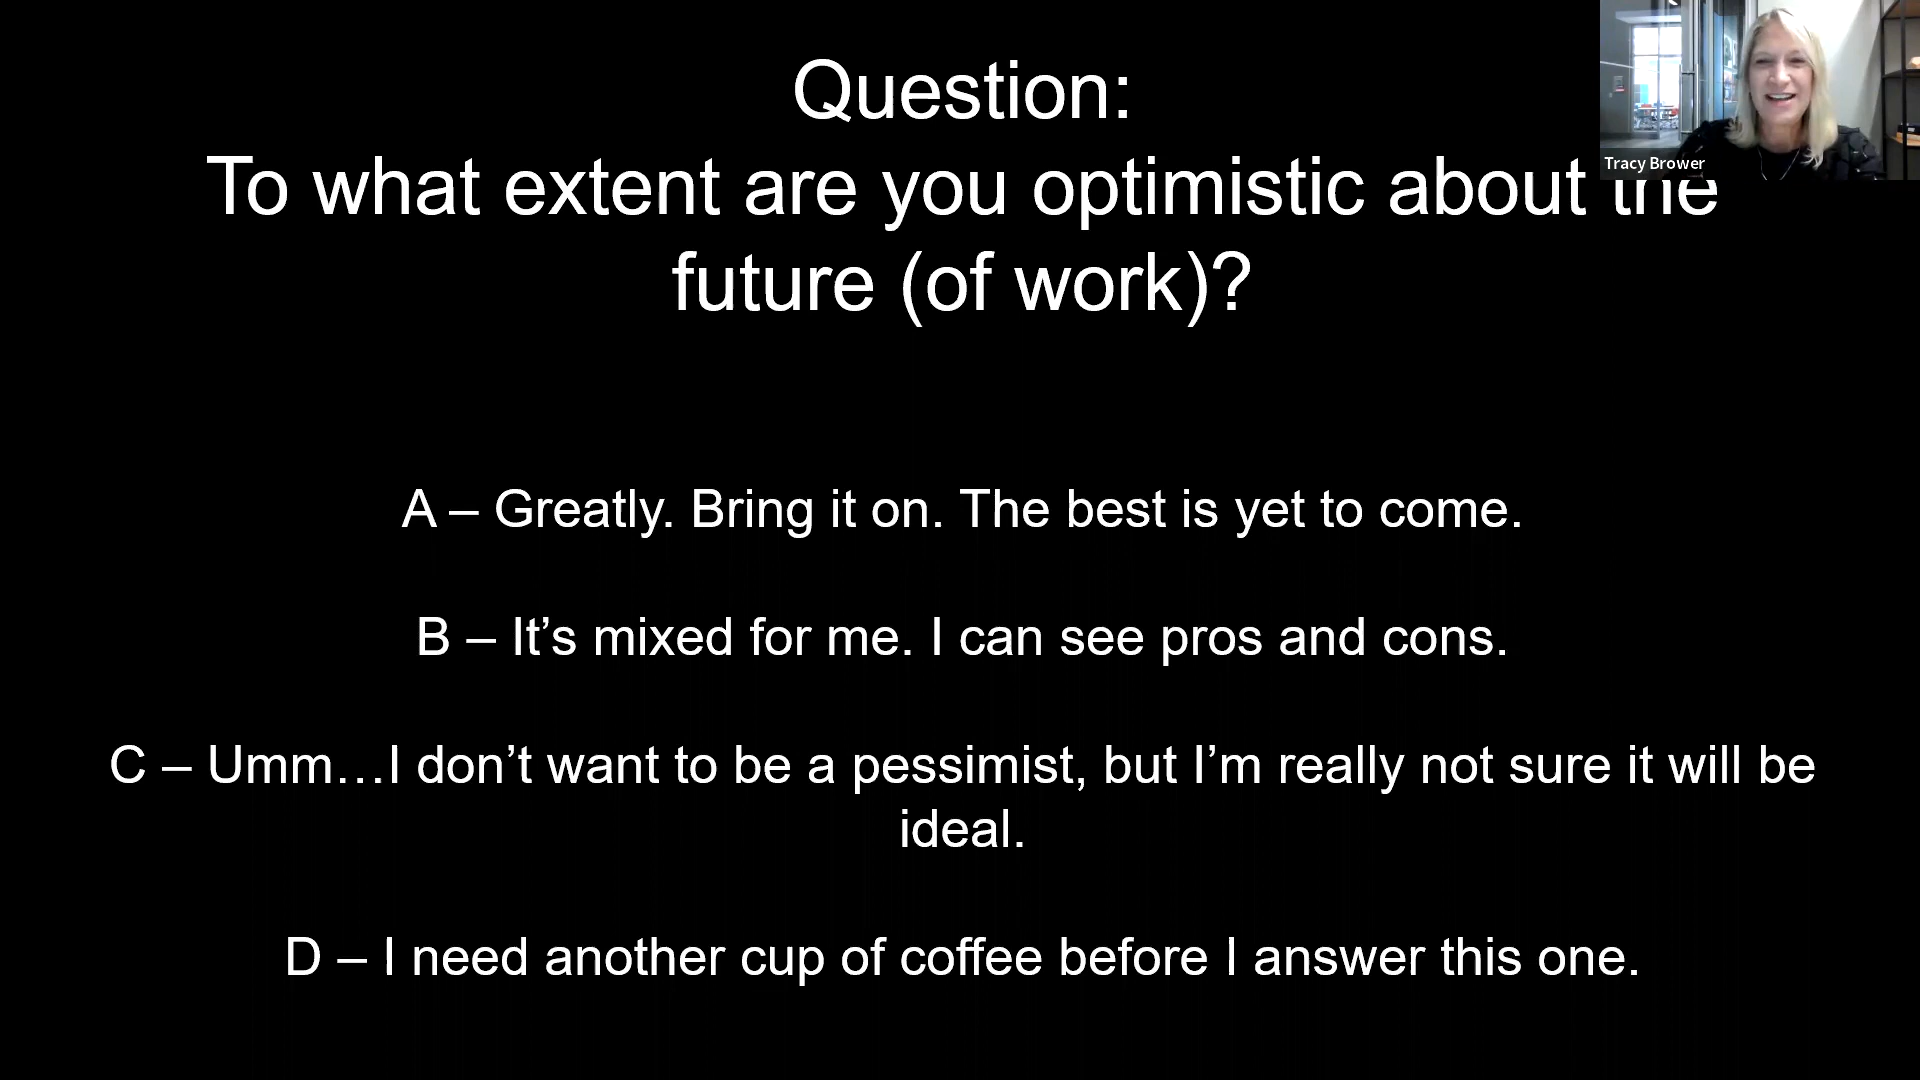 Question:
To what extent are you optimistic about the
future (of work)?
Tracy Brower
A – Greatly. Bring it on. The best is yet to come.
B – It’s mixed for me. I can see pros and cons.
C – Umm…I don’t want to be a pessimist, but I’m really not sure it will be
ideal.
D – I need another cup of coffee before I answer this one.